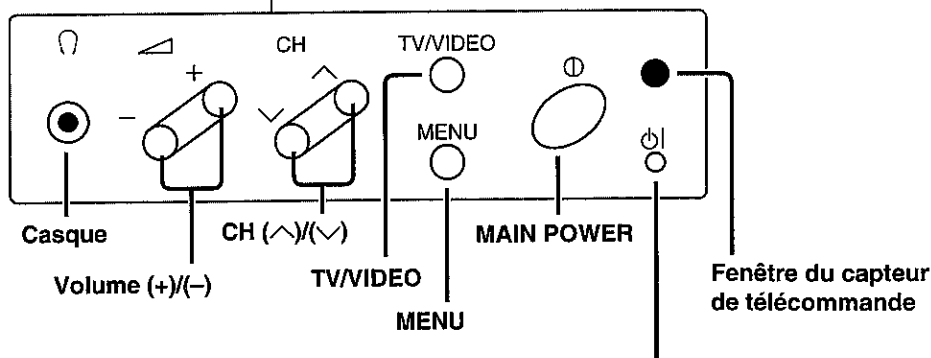 CH
TV/VIDEO
+
−
MENU
Casque
CH (︿)/(﹀)
MAIN POWER
Volume (+)/(−)
TV/VIDEO
Fenêtre du capteur
de télécommande
MENU